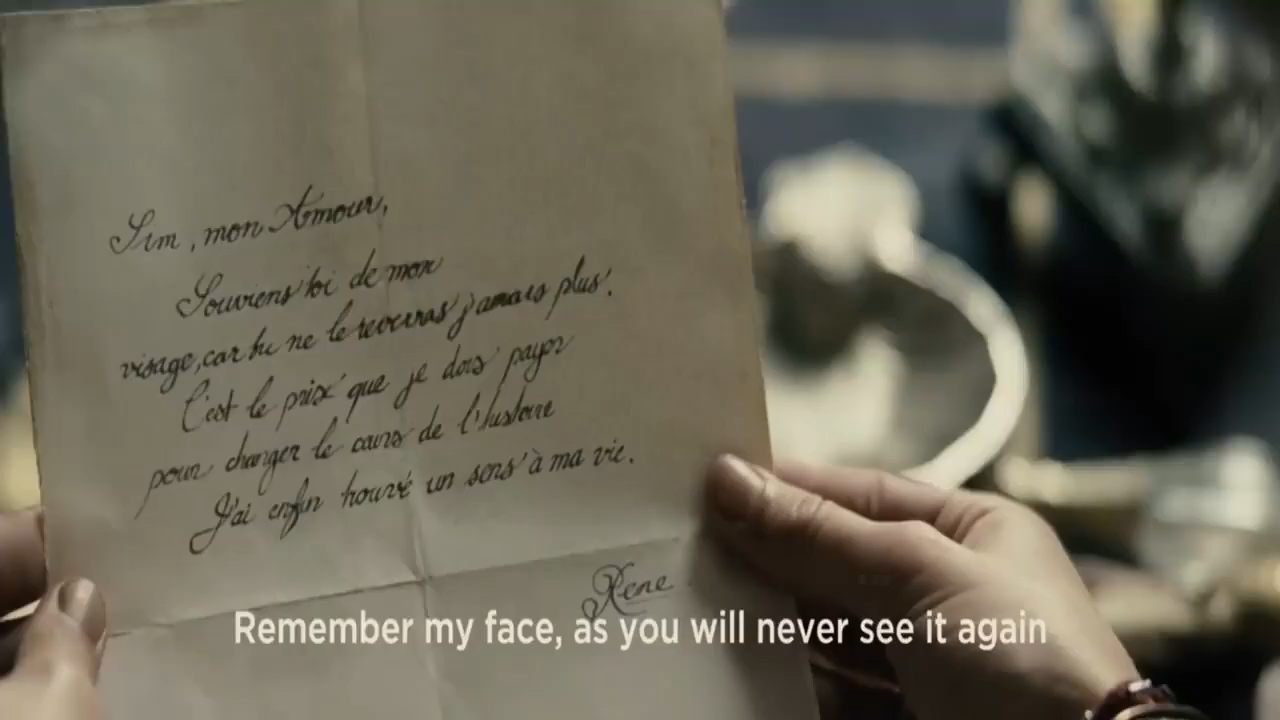 Sim, mon Amour,
Souviens toi de mon
visage, car tu ne le reverras jamais plus.
C'est le prix que je dois payer
pour changer le cours de l'histoire
J'ai enfin trouvé un sens à ma vie.
Rene
Remember my face, as you will never see it again